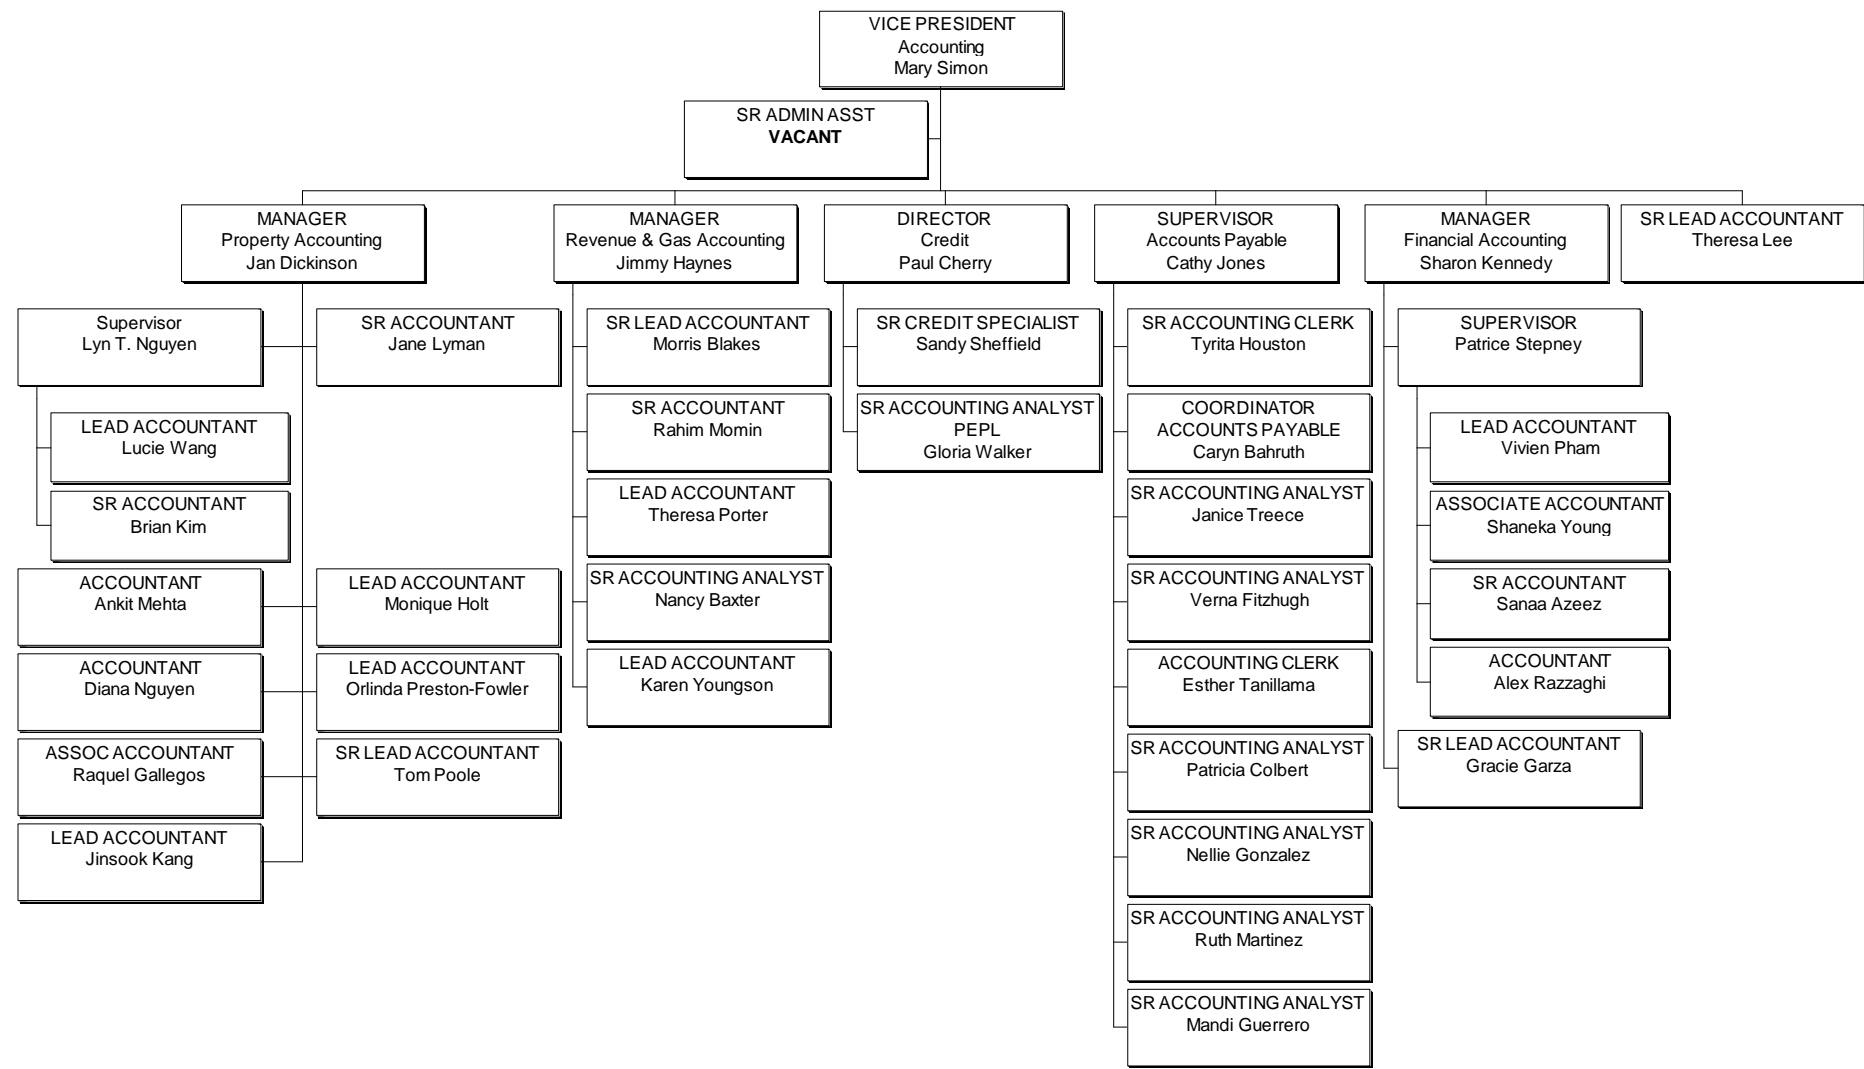 VICE PRESIDENT
Accounting
Mary Simon
SR ADMIN ASST
VACANT
MANAGER
Property Accounting
Jan Dickinson
MANAGER
Revenue & Gas Accounting
Jimmy Haynes
DIRECTOR
Credit
Paul Cherry
SUPERVISOR
Accounts Payable
Cathy Jones
MANAGER
Financial Accounting
Sharon Kennedy
SR LEAD ACCOUNTANT
Theresa Lee
Supervisor
Lyn T. Nguyen
SR ACCOUNTANT
Jane Lyman
LEAD ACCOUNTANT
Lucie Wang
SR ACCOUNTANT
Brian Kim
ACCOUNTANT
Ankit Mehta
LEAD ACCOUNTANT
Monique Holt
ACCOUNTANT
Diana Nguyen
LEAD ACCOUNTANT
Orlinda Preston-Fowler
ASSOC ACCOUNTANT
Raquel Gallegos
SR LEAD ACCOUNTANT
Tom Poole
LEAD ACCOUNTANT
Jinsook Kang
SR LEAD ACCOUNTANT
Morris Blakes
SR ACCOUNTANT
Rahim Momin
LEAD ACCOUNTANT
Theresa Porter
SR ACCOUNTING ANALYST
Nancy Baxter
LEAD ACCOUNTANT
Karen Youngson
SR CREDIT SPECIALIST
Sandy Sheffield
SR ACCOUNTING ANALYST
PEPL
Gloria Walker
SR ACCOUNTING CLERK
Tyrita Houston
COORDINATOR
ACCOUNTS PAYABLE
Caryn Bahruth
SR ACCOUNTING ANALYST
Janice Treece
SR ACCOUNTING ANALYST
Verna Fitzhugh
ACCOUNTING CLERK
Esther Tanillama
SR ACCOUNTING ANALYST
Patricia Colbert
SR ACCOUNTING ANALYST
Nellie Gonzalez
SR ACCOUNTING ANALYST
Ruth Martinez
SR ACCOUNTING ANALYST
Mandi Guerrero
SUPERVISOR
Patrice Stepney
LEAD ACCOUNTANT
Vivien Pham
ASSOCIATE ACCOUNTANT
Shaneka Young
SR ACCOUNTANT
Sanaa Azeez
ACCOUNTANT
Alex Razzaghi
SR LEAD ACCOUNTANT
Gracie Garza